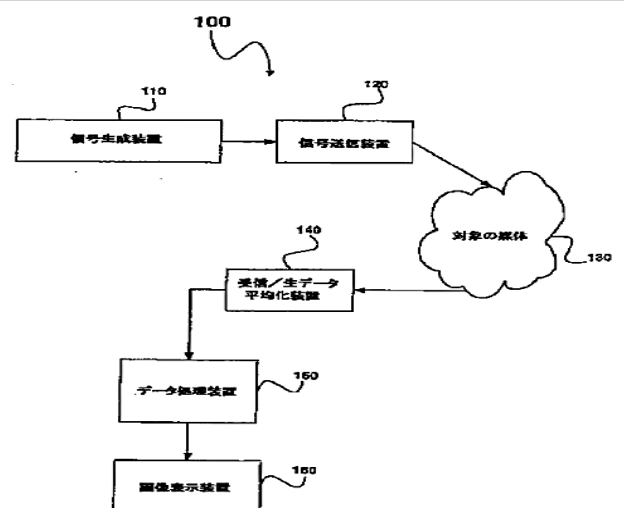 100
110
信号生成装置
120
信号送信装置
対象の媒体
130
140
受信／生データ
平均化装置
データ処理装置
150
画像表示装置
160